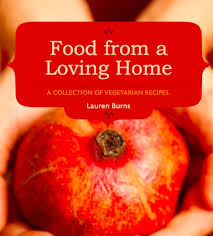 Food from a
Loving Home
A COLLECTION OF VEGETARIAN RECIPES.
Lauren Burns